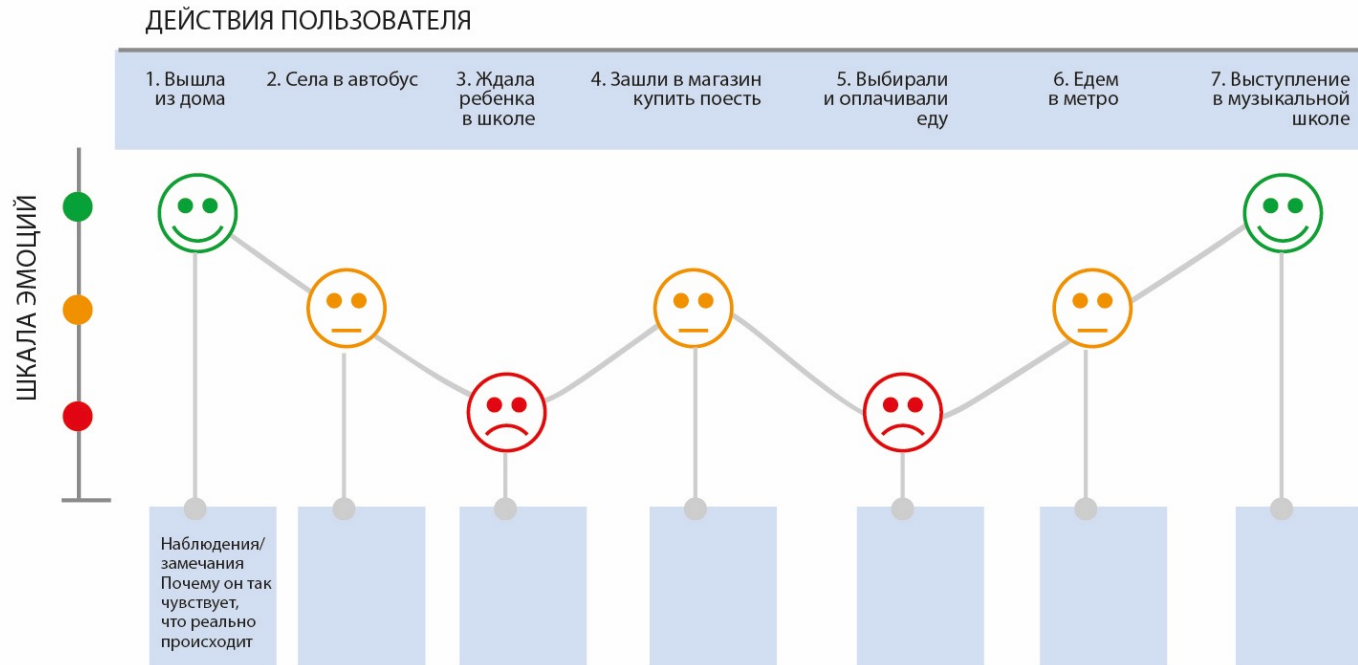 ДЕЙСТВИЯ ПОЛЬЗОВАТЕЛЯ
1. Вышла
из дома
2. Села в автобус
3. Ждала
ребенка
в школе
4. Зашли в магазин
купить поесть
5. Выбирали
и оплачивали
еду
6. Едем
в метро
7. Выступление
в музыкальной
школе
ШКАЛА ЭМОЦИЙ
Наблюдения/
замечания
Почему он так
чувствует,
что реально
происходит